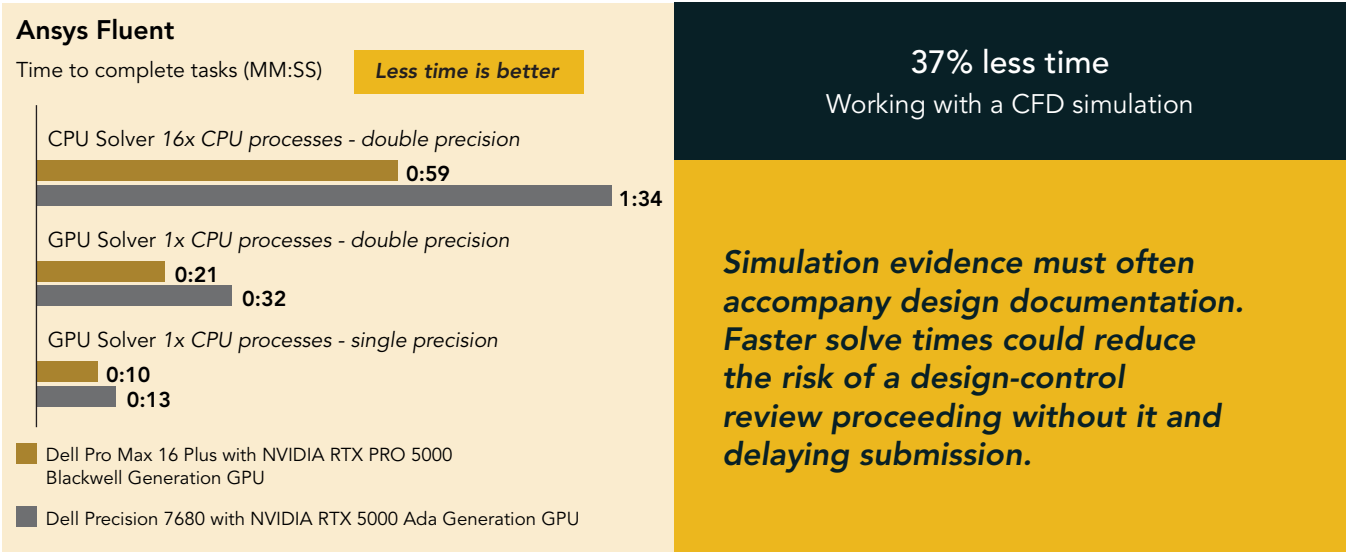 Ansys Fluent
Time to complete tasks (MM:SS)
Less time is better
CPU Solver 16x CPU processes - double precision
0:59
1:34
GPU Solver 1x CPU processes - double precision
0:21
0:32
GPU Solver 1x CPU processes - single precision
0:10
0:13
Dell Pro Max 16 Plus with NVIDIA RTX PRO 5000
Blackwell Generation GPU
Dell Precision 7680 with NVIDIA RTX 5000 Ada Generation GPU
37% less time
Working with a CFD simulation
Simulation evidence must often
accompany design documentation.
Faster solve times could reduce
the risk of a design-control
review proceeding without it and
delaying submission.